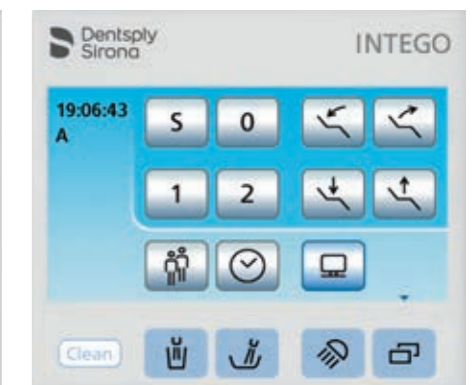 Dentsply
Sirona
INTEGO
19:06:43
A
S 0
1 2
Clean